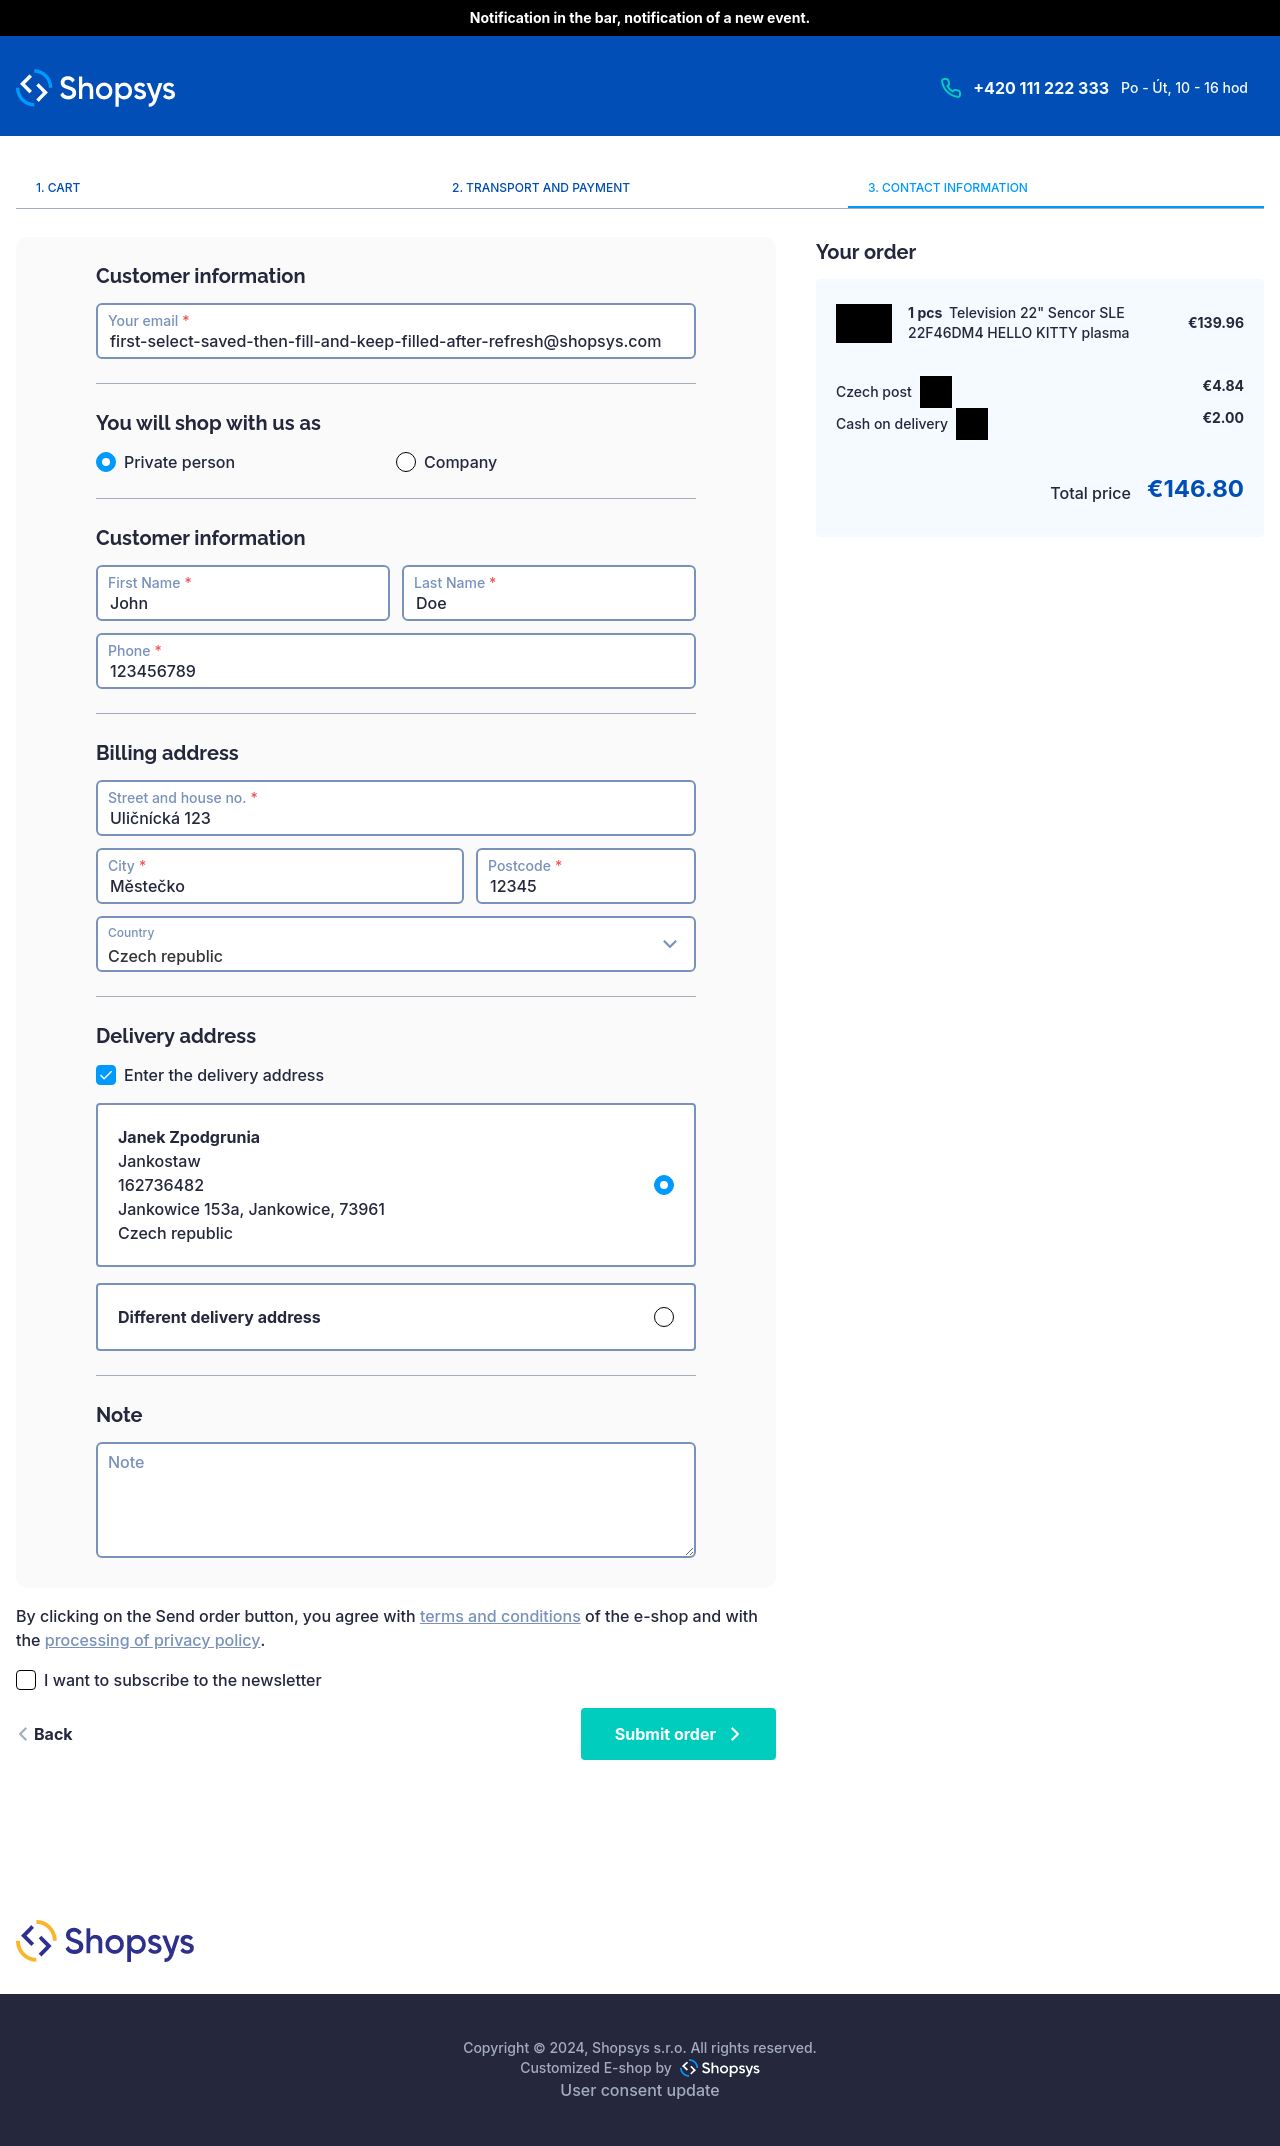 Notification in the bar, notification of a new event.
Shopsys
+420 111 222 333 Po - Út, 10 - 16 hod
1. CART
2. TRANSPORT AND PAYMENT
3. CONTACT INFORMATION
Customer information
Your email *
first-select-saved-then-fill-and-keep-filled-after-refresh@shopsys.com
You will shop with us as
Private person
Company
Customer information
First Name *
John
Last Name *
Doe
Phone *
123456789
Billing address
Street and house no. *
Uličnícká 123
City *
Městečko
Postcode *
12345
Country
Czech republic
Delivery address
Enter the delivery address
Janek Zpodgrunia
Jankostaw
162736482
Jankowice 153a, Jankowice, 73961
Czech republic
Different delivery address
Note
Note
By clicking on the Send order button, you agree with terms and conditions of the e-shop and with
the processing of privacy policy.
I want to subscribe to the newsletter
Back
Submit order
Your order
1 pcs Television 22" Sencor SLE
22F46DM4 HELLO KITTY plasma
€139.96
Czech post
€4.84
Cash on delivery
€2.00
Total price €146.80
Shopsys
Copyright © 2024, Shopsys s.r.o. All rights reserved.
Customized E-shop by Shopsys
User consent update